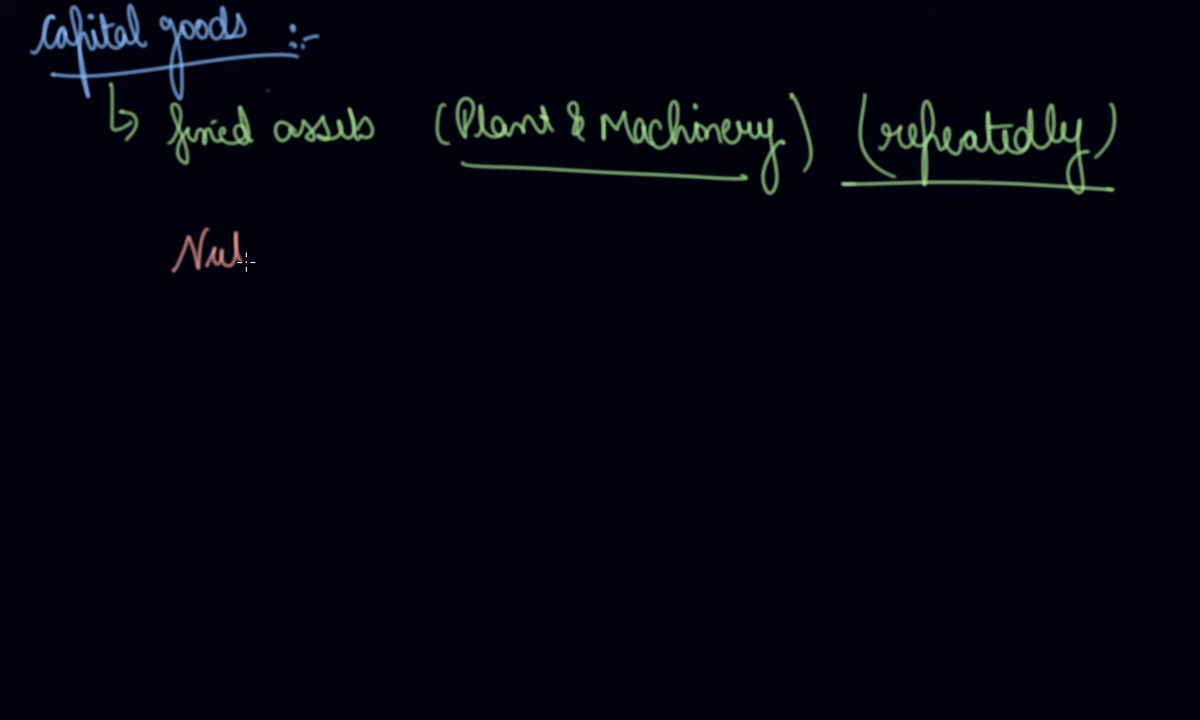 Capital goods :-
↳ fixed assets (Plant & Machinery) (repeatedly)